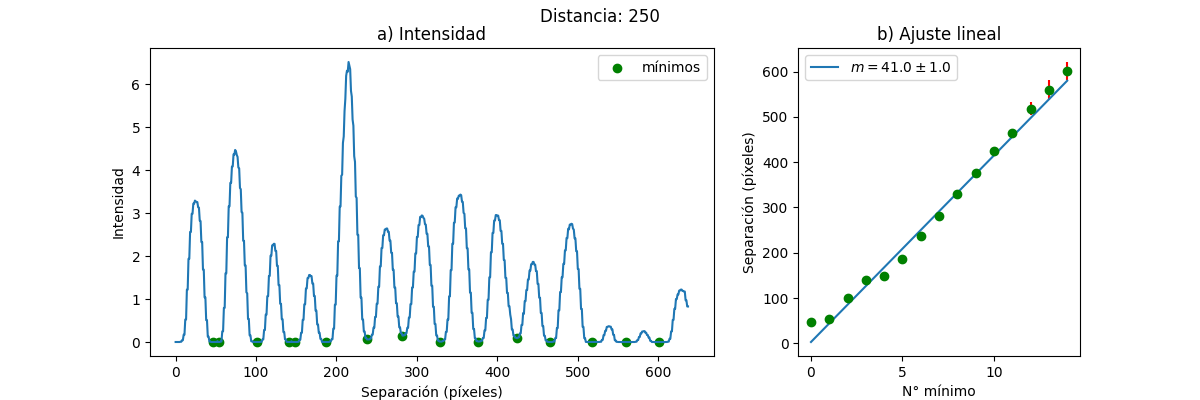 Distancia: 250
a) Intensidad
mínimos
Intensidad
6
5
4
3
2
1
0
0 100 200 300 400 500 600
Separación (píxeles)
b) Ajuste lineal
m = 41.0 ± 1.0
Separación (píxeles)
600
500
400
300
200
100
0
0 5 10
N° mínimo